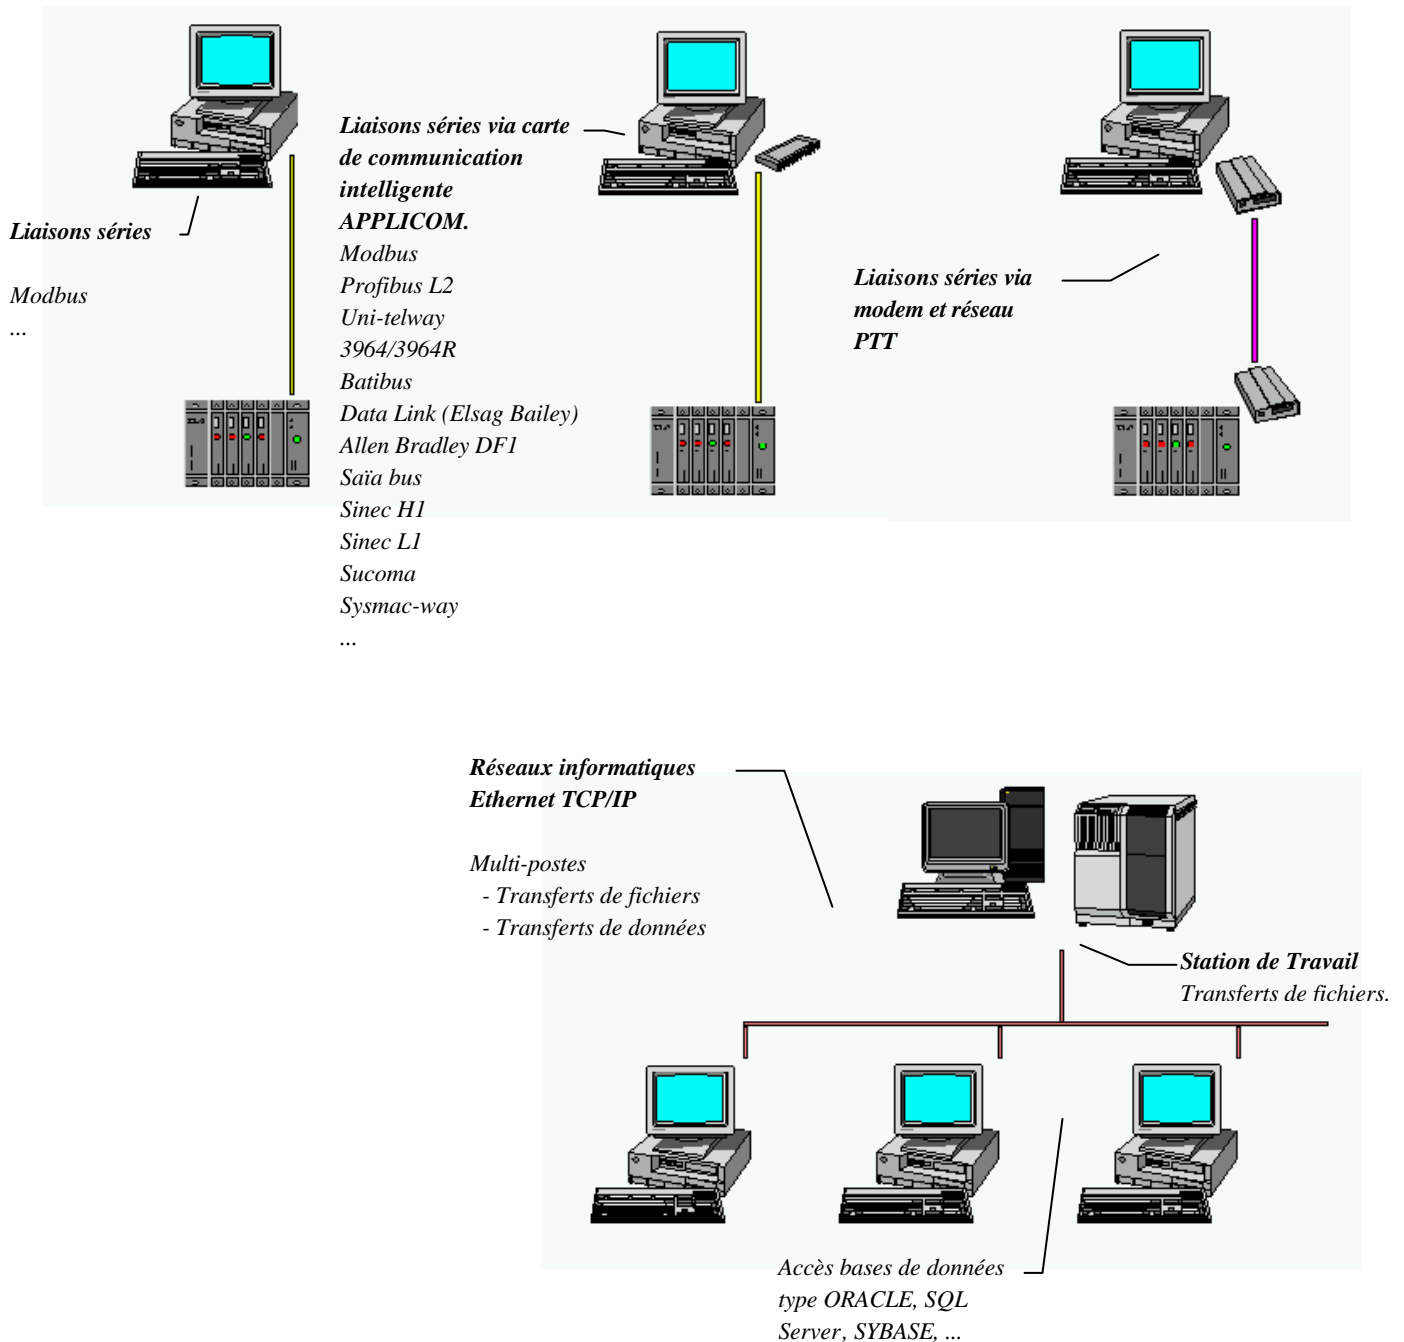 Liaisons séries
Modbus
...
Liaisons séries via carte
de communication
intelligente
APPLICOM.
Modbus
Profibus L2
Uni-telway
3964/3964R
Batibus
Data Link (Elsag Bailey)
Allen Bradley DF1
Saïa bus
Sinec H1
Sinec L1
Sucoma
Sysmac-way
...
Liaisons séries via
modem et réseau
PTT
Réseaux informatiques
Ethernet TCP/IP
Multi-postes
- Transferts de fichiers
- Transferts de données
Station de Travail
Transferts de fichiers.
Accès bases de données
type ORACLE, SQL
Server, SYBASE, ...